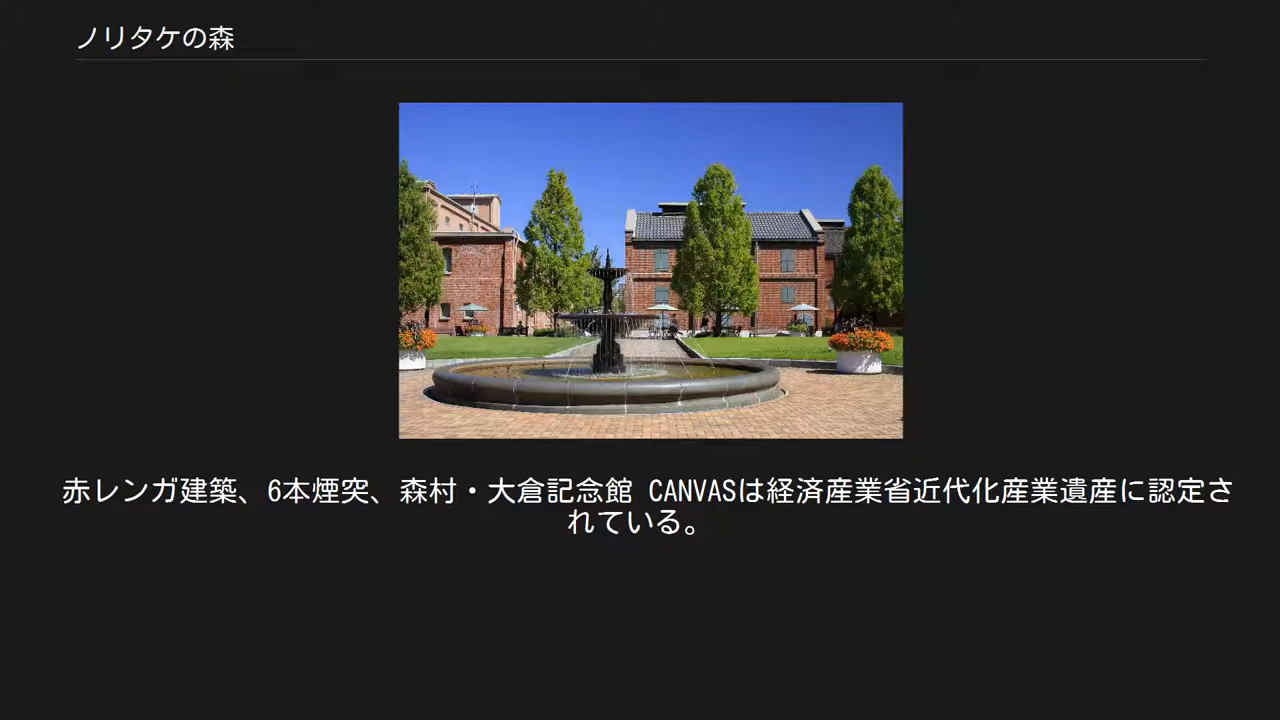 ノリタケの森
赤レンガ建築、6本煙突、森村・大倉記念館 CANVASは経済産業省近代化産業遺産に認定さ
れている。